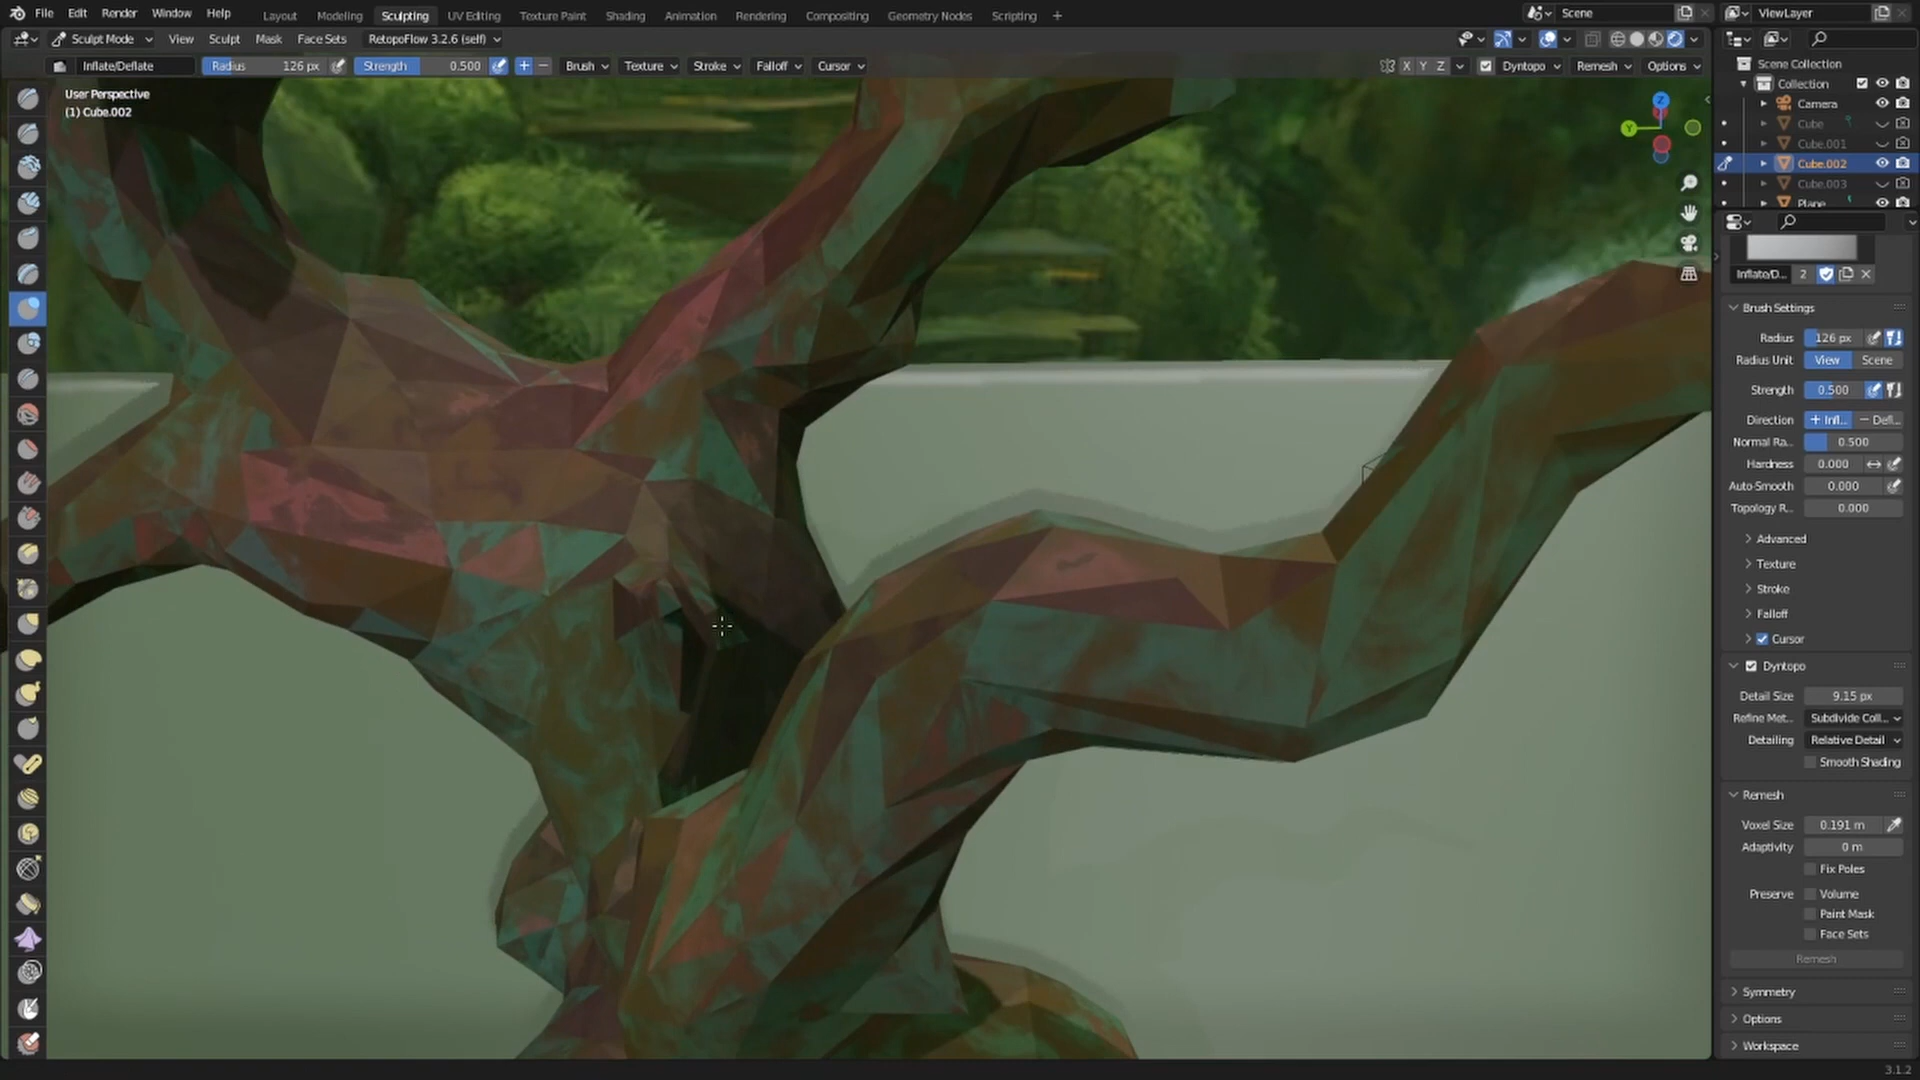 File Edit Render Window Help Layout Modeling Sculpting UV Editing Texture Paint Shading Animation Rendering Compositing Geometry Nodes Scripting + Scene ViewLayer
Sculpt Mode View Sculpt Mask Face Sets RetopoFlow 3.2.6 (self)
Inflate/Deflate Radius 126 px Strength 0.500 + − Brush Texture Stroke Falloff Cursor X Y Z Dyntopo Remesh Options
User Perspective
(1) Cube.002
Z
Y
Scene Collection
Collection
Camera
Cube
Cube.001
Cube.002
Cube.003
Plane
Inflate/D... 2
Brush Settings
Radius 126 px
Radius Unit View Scene
Strength 0.500
Direction + Infl... − Defl...
Normal Ra... 0.500
Hardness 0.000
Auto-Smooth 0.000
Topology R... 0.000
Advanced
Texture
Stroke
Falloff
Cursor
Dyntopo
Detail Size 9.15 px
Refine Met... Subdivide Coll...
Detailing Relative Detail
Smooth Shading
Remesh
Voxel Size 0.191 m
Adaptivity 0 m
Fix Poles
Preserve Volume
Paint Mask
Face Sets
Remesh
Symmetry
Options
Workspace
3.1.2